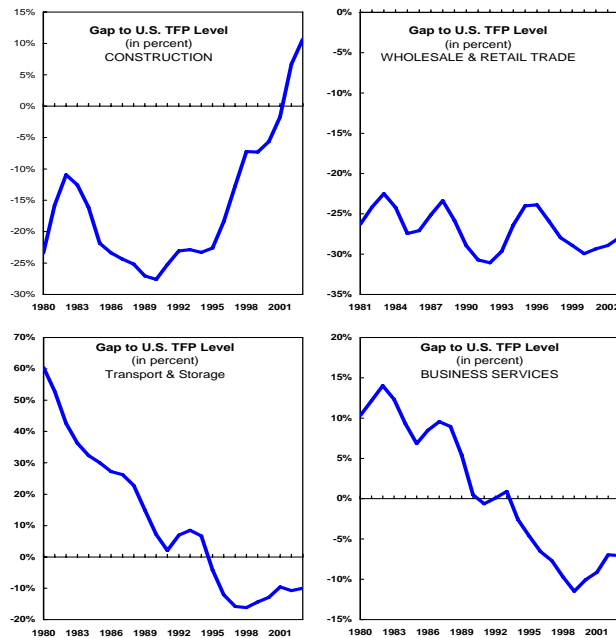 Gap to U.S. TFP Level
(in percent)
CONSTRUCTION
15%
10%
5%
0%
-5%
-10%
-15%
-20%
-25%
-30%
1980 1983 1986 1989 1992 1995 1998 2001
Gap to U.S. TFP Level
(in percent)
WHOLESALE & RETAIL TRADE
0%
-5%
-10%
-15%
-20%
-25%
-30%
-35%
1981 1984 1987 1990 1993 1996 1999 2002
Gap to U.S. TFP Level
(in percent)
Transport & Storage
70%
60%
50%
40%
30%
20%
10%
0%
-10%
-20%
1980 1983 1986 1989 1992 1995 1998 2001
Gap to U.S. TFP Level
(in percent)
BUSINESS SERVICES
20%
15%
10%
5%
0%
-5%
-10%
-15%
1980 1983 1986 1989 1992 1995 1998 2001